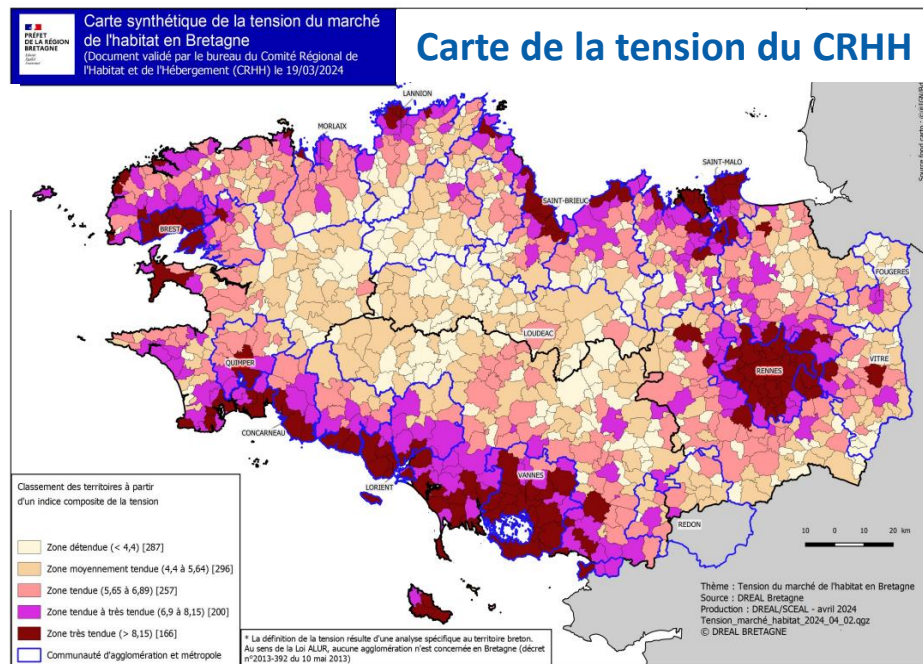 PRÉFET
DE LA RÉGION
BRETAGNE
Liberté
Égalité
Fraternité
Carte synthétique de la tension du marché
de l'habitat en Bretagne
(Document validé par le bureau du Comité Régional de
l'Habitat et de l'Hébergement (CRHH) le 19/03/2024
Carte de la tension du CRHH
LANNION
MORLAIX
SAINT-MALO
SAINT-BRIEUC
BREST
FOUGERES
LOUDEAC
VITRE
QUIMPER
RENNES
CONCARNEAU
VANNES
LORIENT
REDON
Classement des territoires à partir
d'un indice composite de la tension
Zone détendue (< 4,4) [287]
Zone moyennement tendue (4,4 à 5,64) [296]
Zone tendue (5,65 à 6,89) [257]
Zone tendue à très tendue (6,9 à 8,15) [200]
Zone très tendue (> 8,15) [166]
Communauté d'agglomération et métropole
* La définition de la tension résulte d'une analyse spécifique au territoire breton.
Au sens de la Loi ALUR, aucune agglomération n'est concernée en Bretagne (décret
n°2013-392 du 10 mai 2013)
10 0 10 20 km
Thème : Tension du marché de l'habitat en Bretagne
Source : DREAL Bretagne
Production : DREAL/SCEAL - avril 2024
Tension_marché_habitat_2024_04_02.qgz
© DREAL BRETAGNE
Source fond carto :